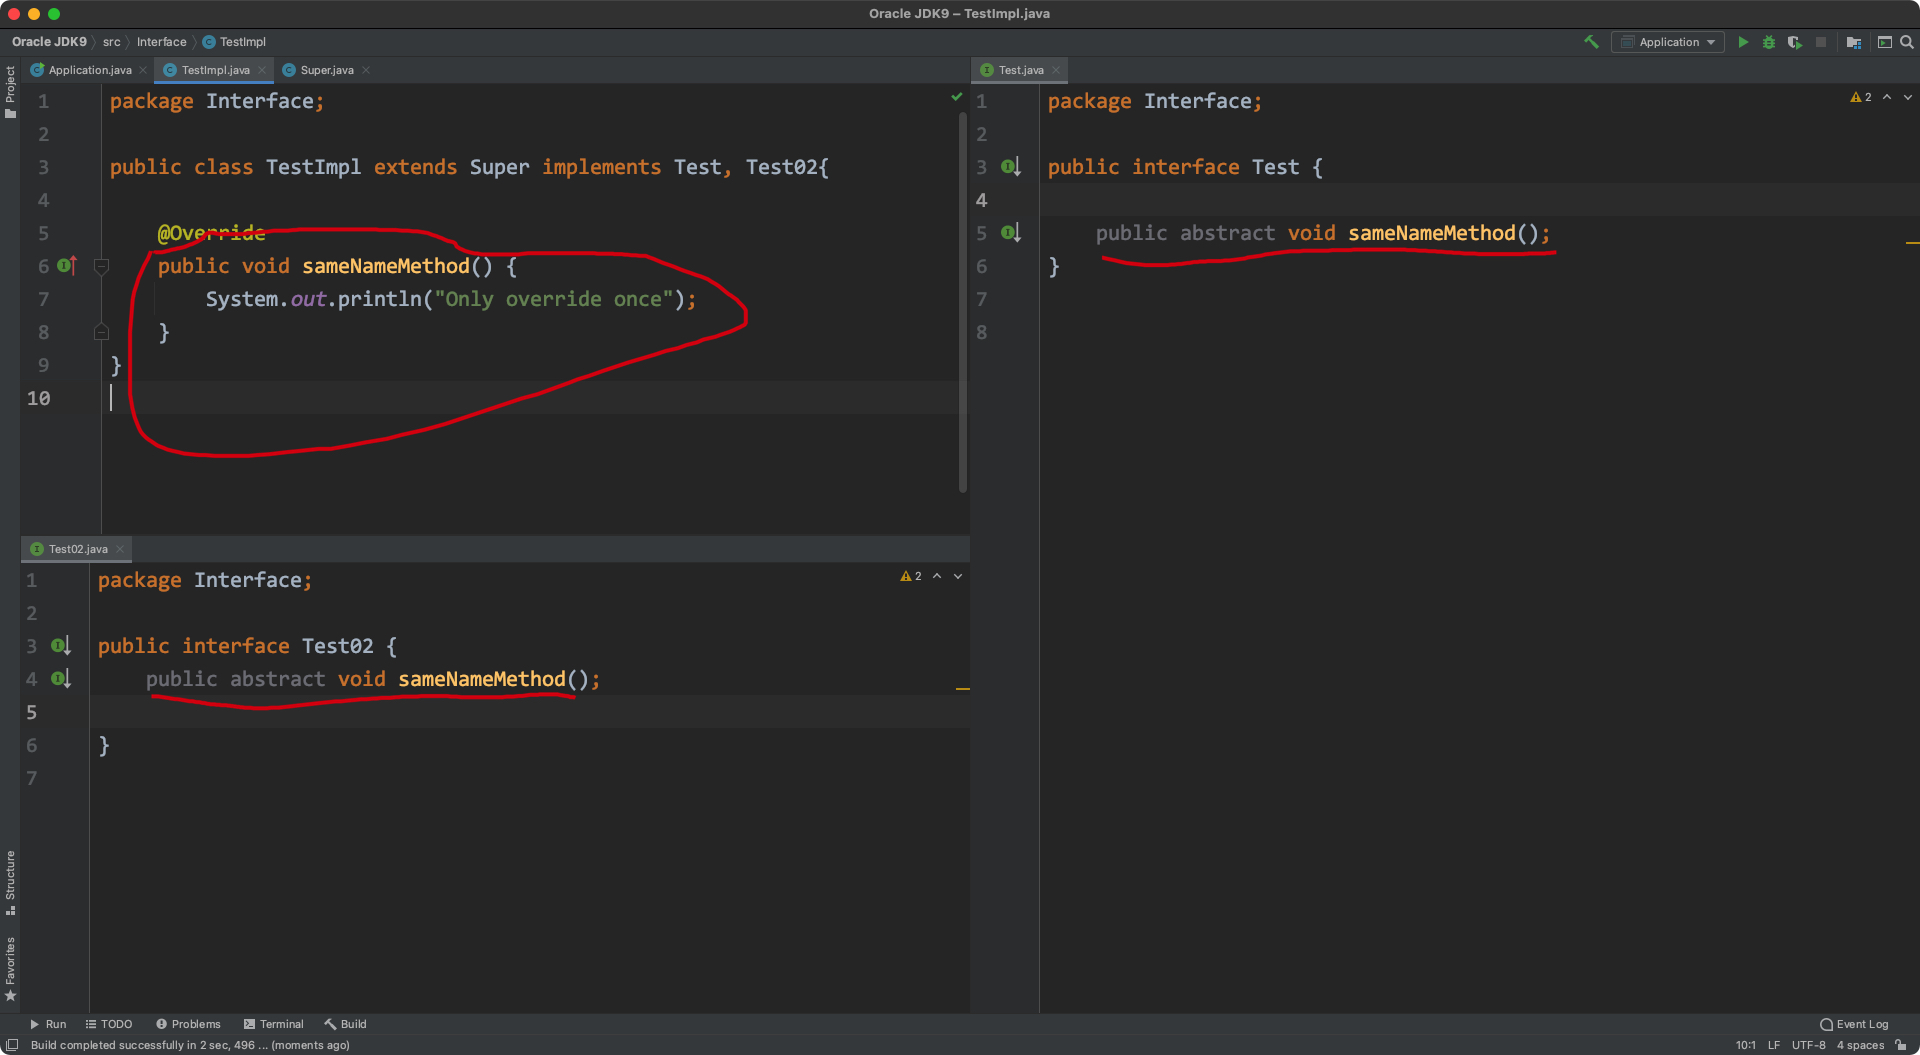 Oracle JDK9 – TestImpl.java
Oracle JDK9 src Interface TestImpl
Application
Project
Application.java TestImpl.java Super.java
1 package Interface;
2
3 public class TestImpl extends Super implements Test, Test02{
4
5 @Override
6 public void sameNameMethod() {
7 System.out.println("Only override once");
8 }
9 }
10
Test.java
2
1 package Interface;
2
3 public interface Test {
4
5 public abstract void sameNameMethod();
6 }
7
8
Test02.java
2
1 package Interface;
2
3 public interface Test02 {
4 public abstract void sameNameMethod();
5
6 }
7
Structure
Favorites
Run TODO Problems Terminal Build
Event Log
Build completed successfully in 2 sec, 496 ... (moments ago)
10:1 LF UTF-8 4 spaces